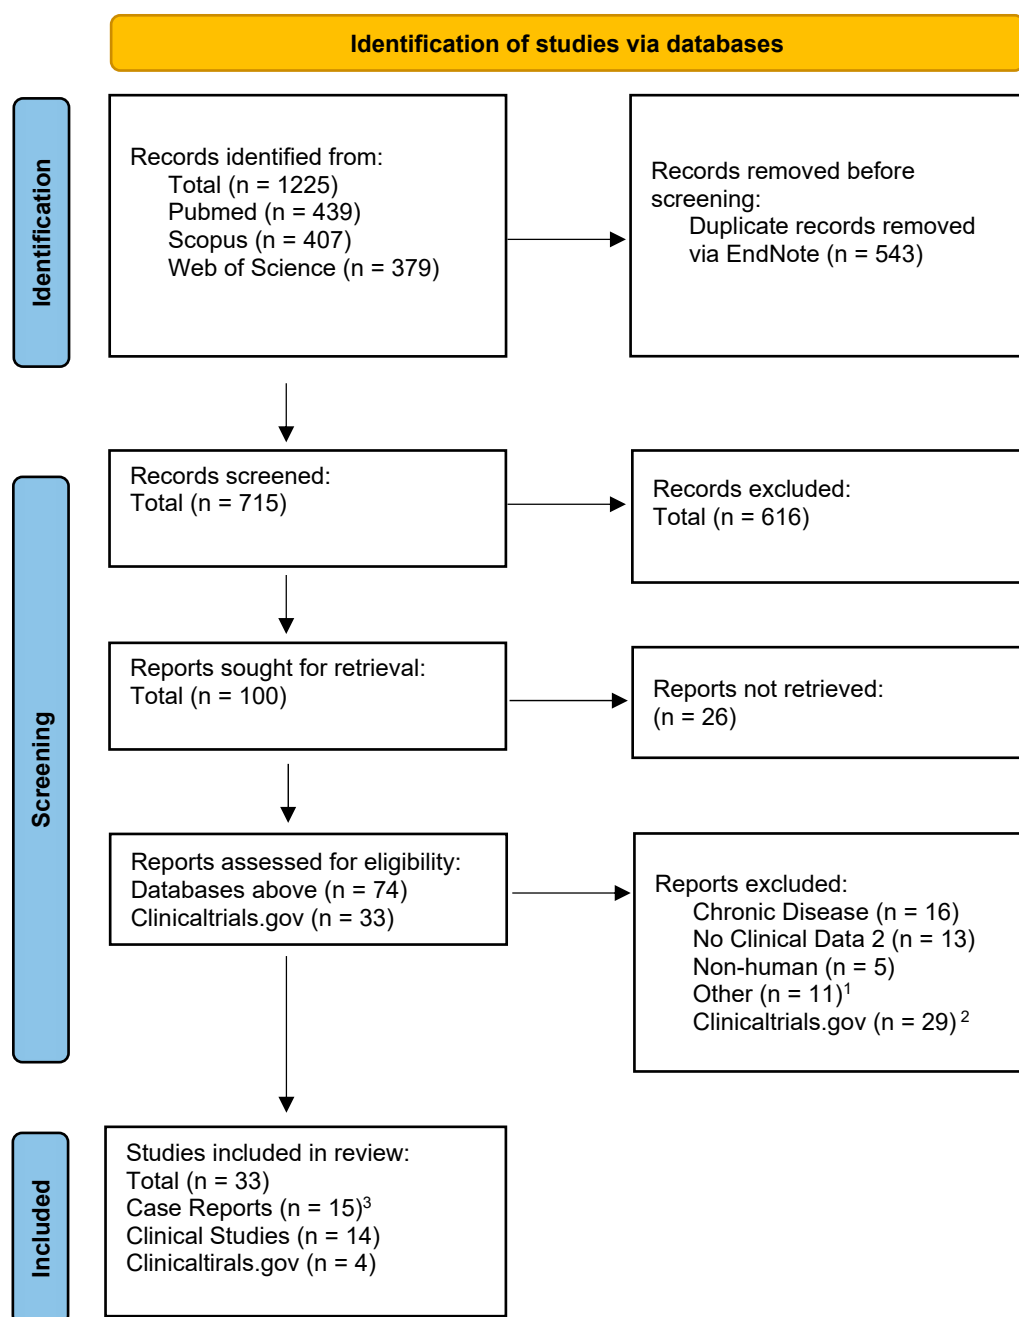 Identification of studies via databases
Identification
Records identified from:
Total (n = 1225)
Pubmed (n = 439)
Scopus (n = 407)
Web of Science (n = 379)
Records removed before
screening:
Duplicate records removed
via EndNote (n = 543)
Screening
Records screened:
Total (n = 715)
Records excluded:
Total (n = 616)
Reports sought for retrieval:
Total (n = 100)
Reports not retrieved:
(n = 26)
Reports assessed for eligibility:
Databases above (n = 74)
Clinicaltrials.gov (n = 33)
Reports excluded:
Chronic Disease (n = 16)
No Clinical Data 2 (n = 13)
Non-human (n = 5)
Other (n = 11)¹
Clinicaltrials.gov (n = 29) ²
Included
Studies included in review:
Total (n = 33)
Case Reports (n = 15)³
Clinical Studies (n = 14)
Clinicaltirals.gov (n = 4)